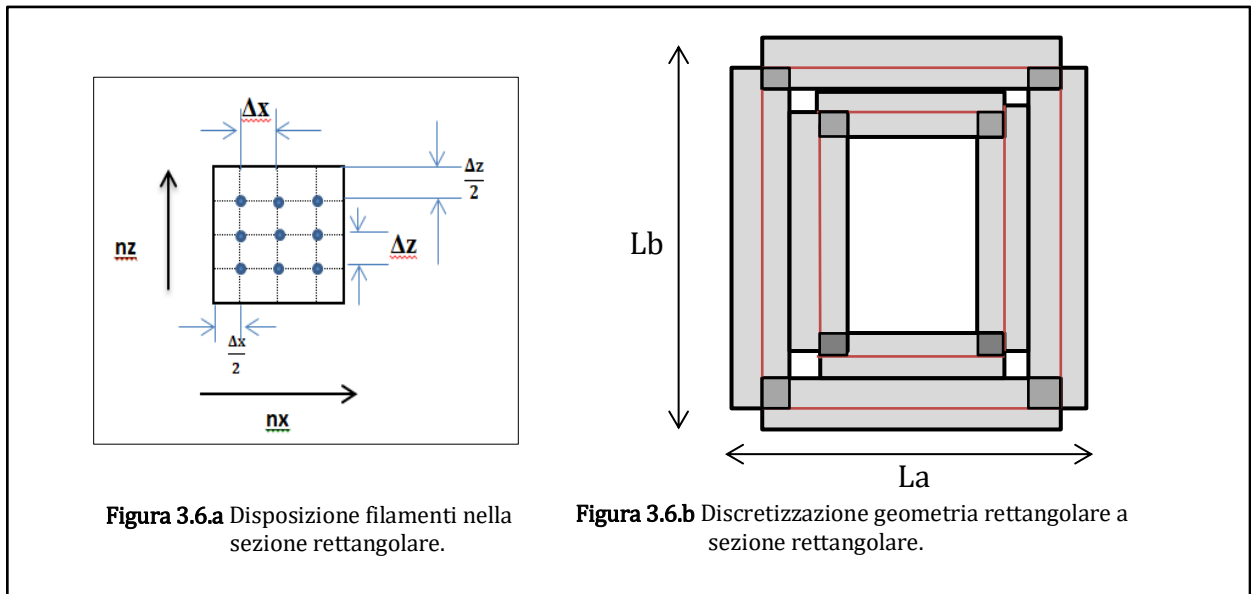 Δx
Δz
2
nz
Δz
Δx
2
nx
Lb
La
Figura 3.6.a Disposizione filamenti nella
sezione rettangolare.
Figura 3.6.b Discretizzazione geometria rettangolare a
sezione rettangolare.